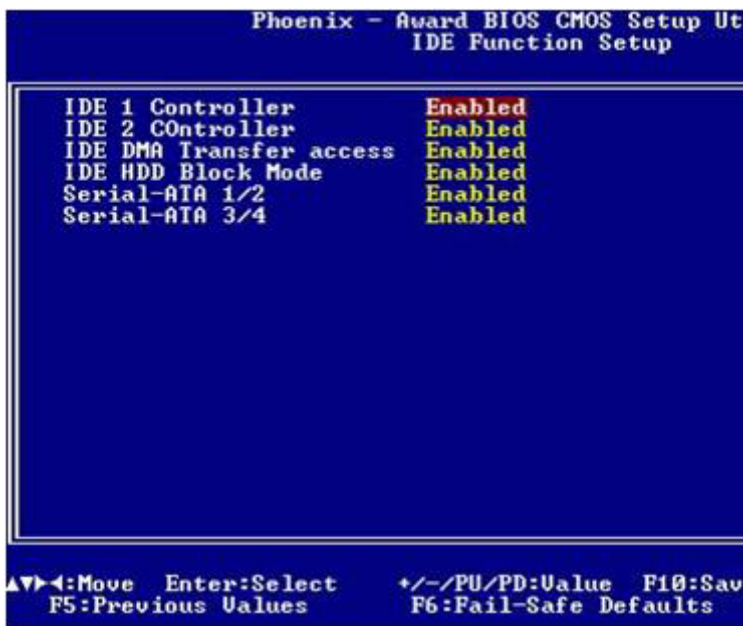 Phoenix - Award BIOS CMOS Setup Ut
IDE Function Setup
IDE 1 Controller Enabled
IDE 2 COntroller Enabled
IDE DMA Transfer access Enabled
IDE HDD Block Mode Enabled
Serial-ATA 1/2 Enabled
Serial-ATA 3/4 Enabled
▲▼►◄:Move Enter:Select +/-/PU/PD:Value F10:Sav
F5:Previous Values F6:Fail-Safe Defaults